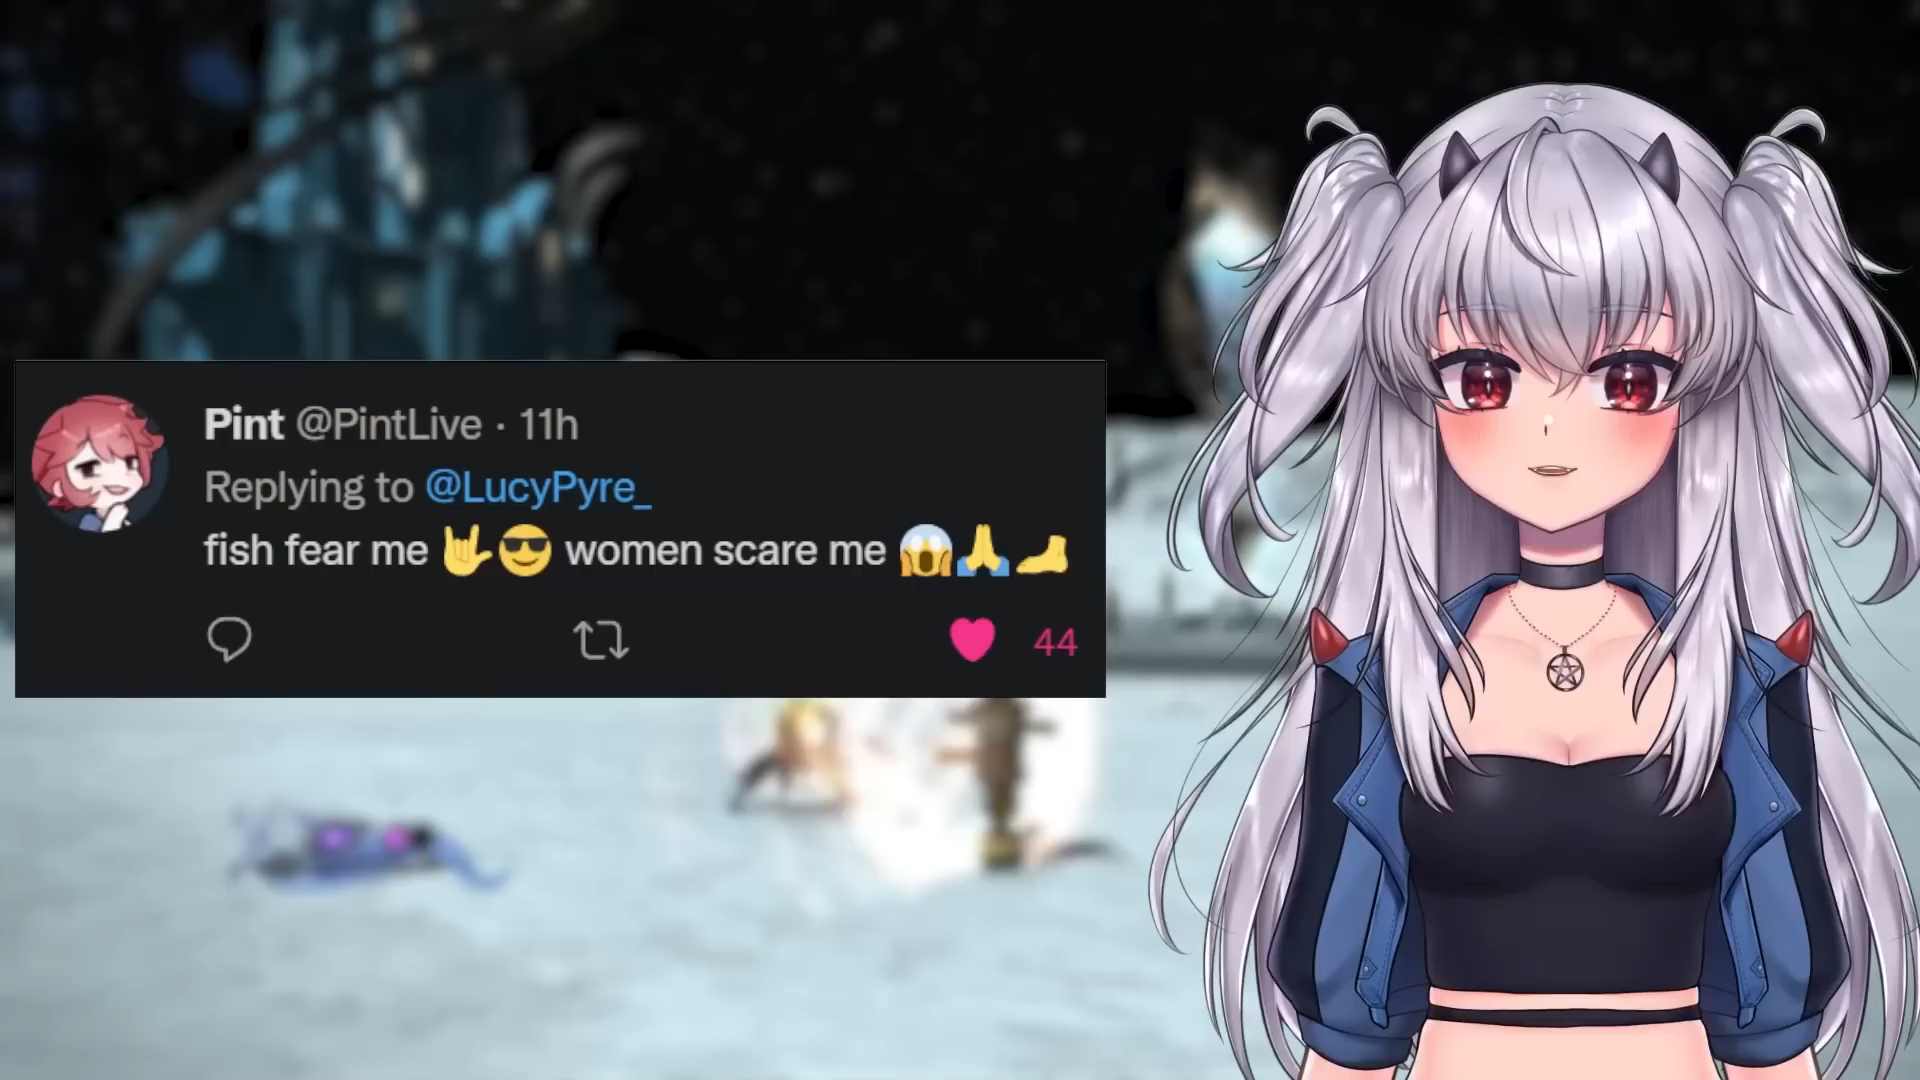 Pint @PintLive · 11h
Replying to @LucyPyre_
fish fear me 🤟😎 women scare me 😱🙏🦶
44